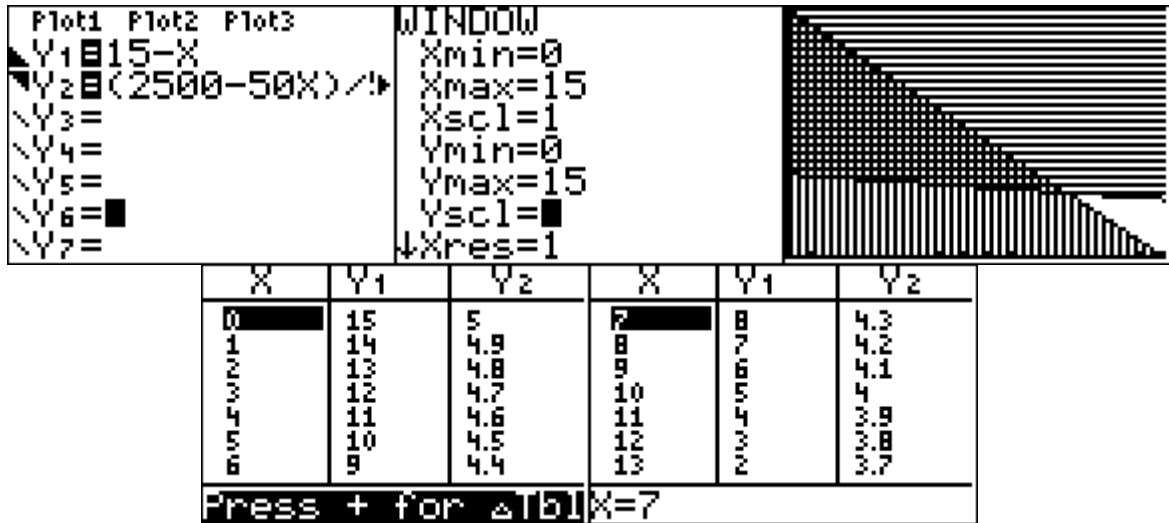 Plot1 Plot2 Plot3
Y₁=15-X
Y₂=(2500-50X)/
Y₃=
Y₄=
Y₅=
Y₆=
Y₇=
WINDOW
Xmin=0
Xmax=15
Xscl=1
Ymin=0
Ymax=15
Yscl=
↓Xres=1
X Y₁ Y₂
0 15 5
1 14 4.9
2 13 4.8
3 12 4.7
4 11 4.6
5 10 4.5
6 9 4.4
Press + for △Tbl
X Y₁ Y₂
7 8 4.3
8 7 4.2
9 6 4.1
10 5 4
11 4 3.9
12 3 3.8
13 2 3.7
X=7